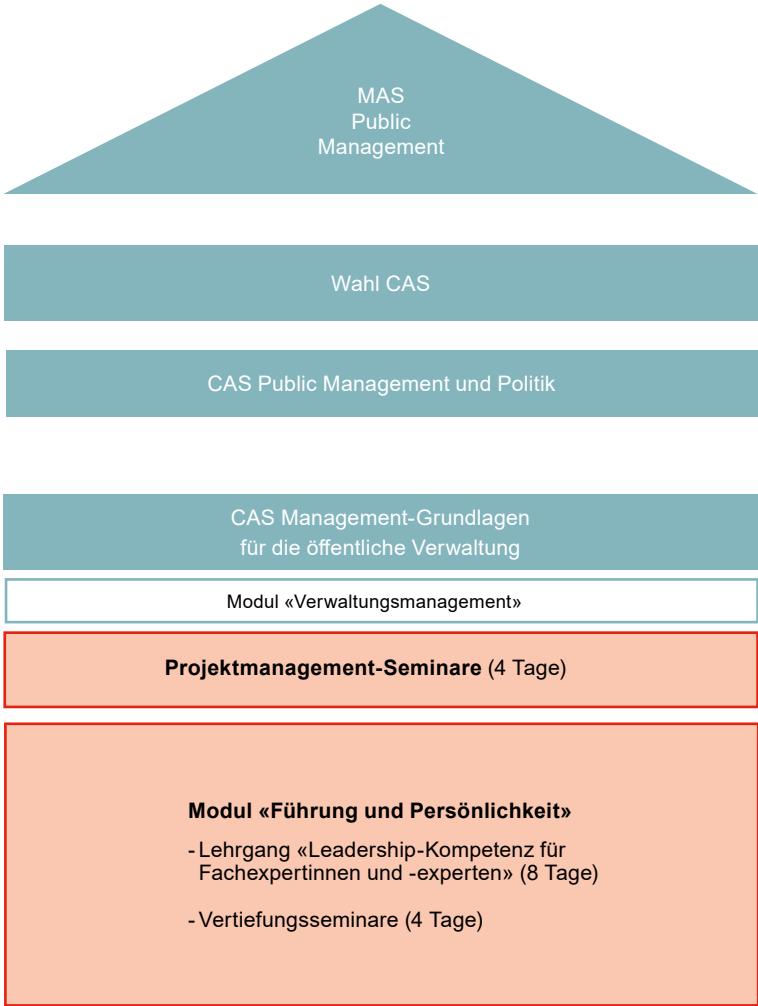 MAS
Public
Management
Wahl CAS
CAS Public Management und Politik
CAS Management-Grundlagen
für die öffentliche Verwaltung
Modul «Verwaltungsmanagement»
Projektmanagement-Seminare (4 Tage)
Modul «Führung und Persönlichkeit»
- Lehrgang «Leadership-Kompetenz für
Fachexpertinnen und -experten» (8 Tage)
- Vertiefungsseminare (4 Tage)